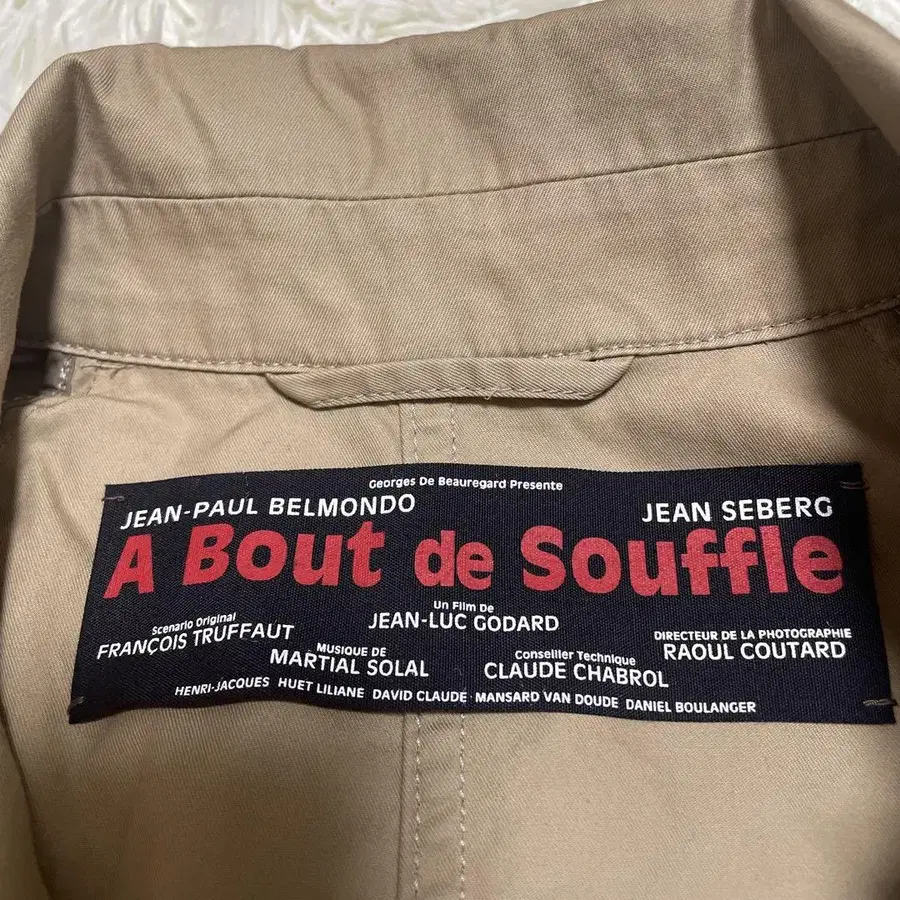 Georges De Beauregard Presente
JEAN-PAUL BELMONDO JEAN SEBERG
A Bout de Souffle
Un Film De
JEAN-LUC GODARD
Scenario Original
FRANÇOIS TRUFFAUT
MUSIQUE DE
MARTIAL SOLAL
Conseiller Technique
CLAUDE CHABROL
DIRECTEUR DE LA PHOTOGRAPHIE
RAOUL COUTARD
HENRI-JACQUES HUET LILIANE DAVID CLAUDE MANSARD VAN DOUDE DANIEL BOULANGER